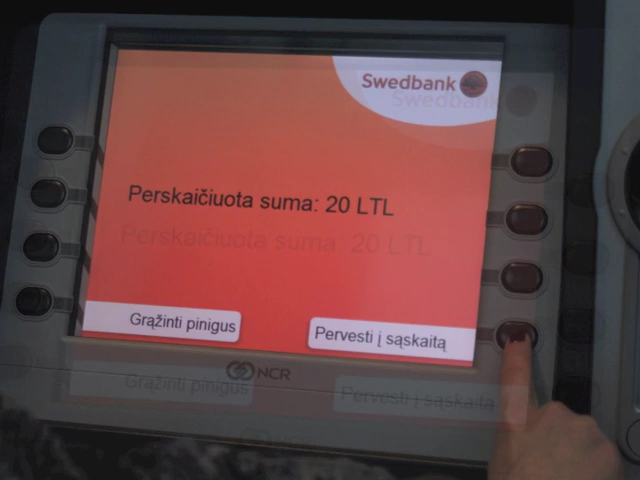 Swedbank
Perskaičiuota suma: 20 LTL
Grąžinti pinigus
Pervesti į sąskaitą
NCR